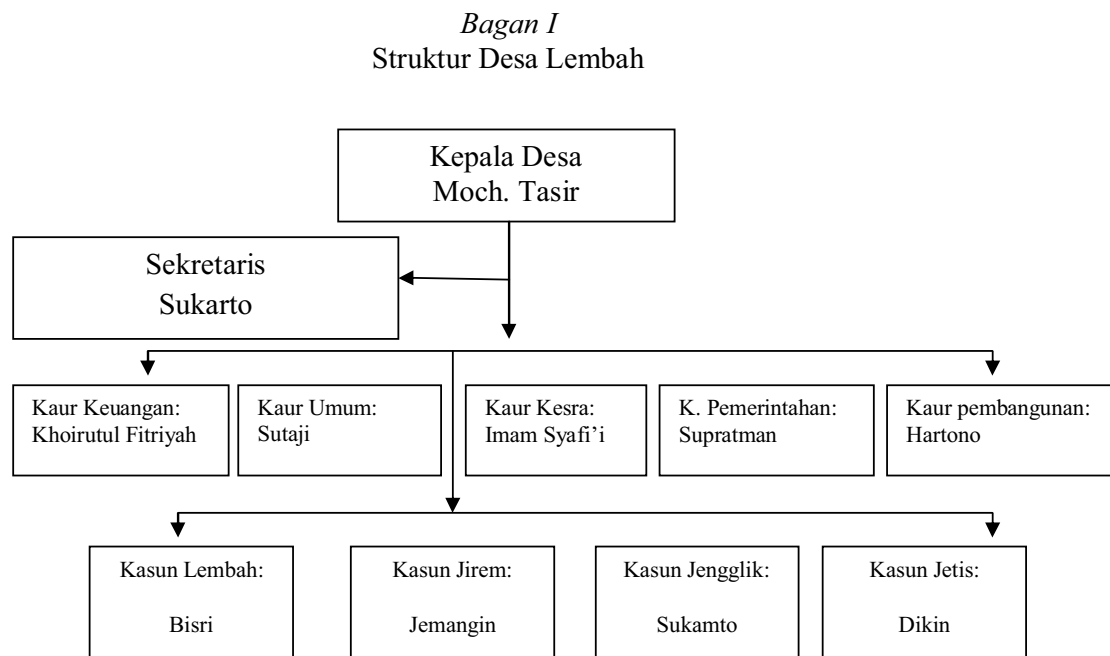 Bagan I
Struktur Desa Lembah
Kepala Desa
Moch. Tasir
Sekretaris
Sukarto
Kaur Keuangan:
Khoirutul Fitriyah
Kaur Umum:
Sutaji
Kaur Kesra:
Imam Syafi’i
K. Pemerintahan:
Supratman
Kaur pembangunan:
Hartono
Kasun Lembah:
Bisri
Kasun Jirem:
Jemangin
Kasun Jengglik:
Sukamto
Kasun Jetis:
Dikin